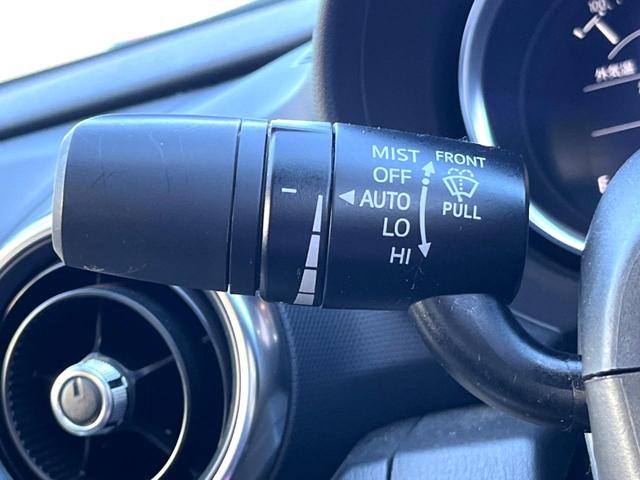 MIST FRONT
OFF
AUTO PULL
LO
HI
外気温